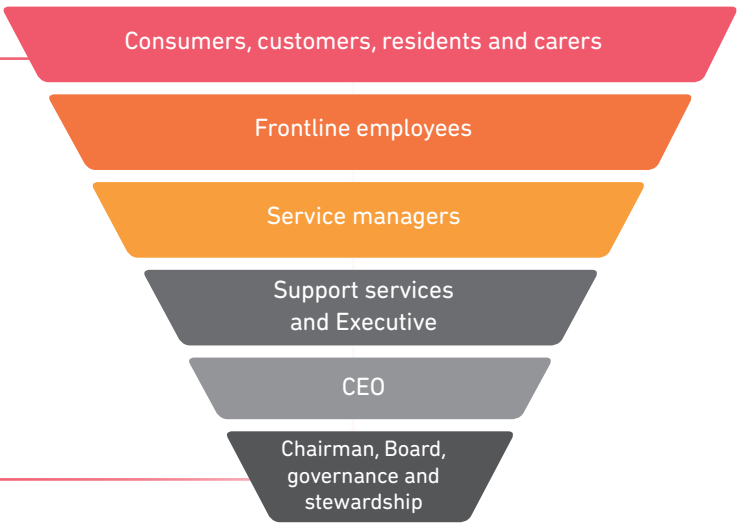 Consumers, customers, residents and carers
Frontline employees
Service managers
Support services
and Executive
CEO
Chairman, Board,
governance and
stewardship